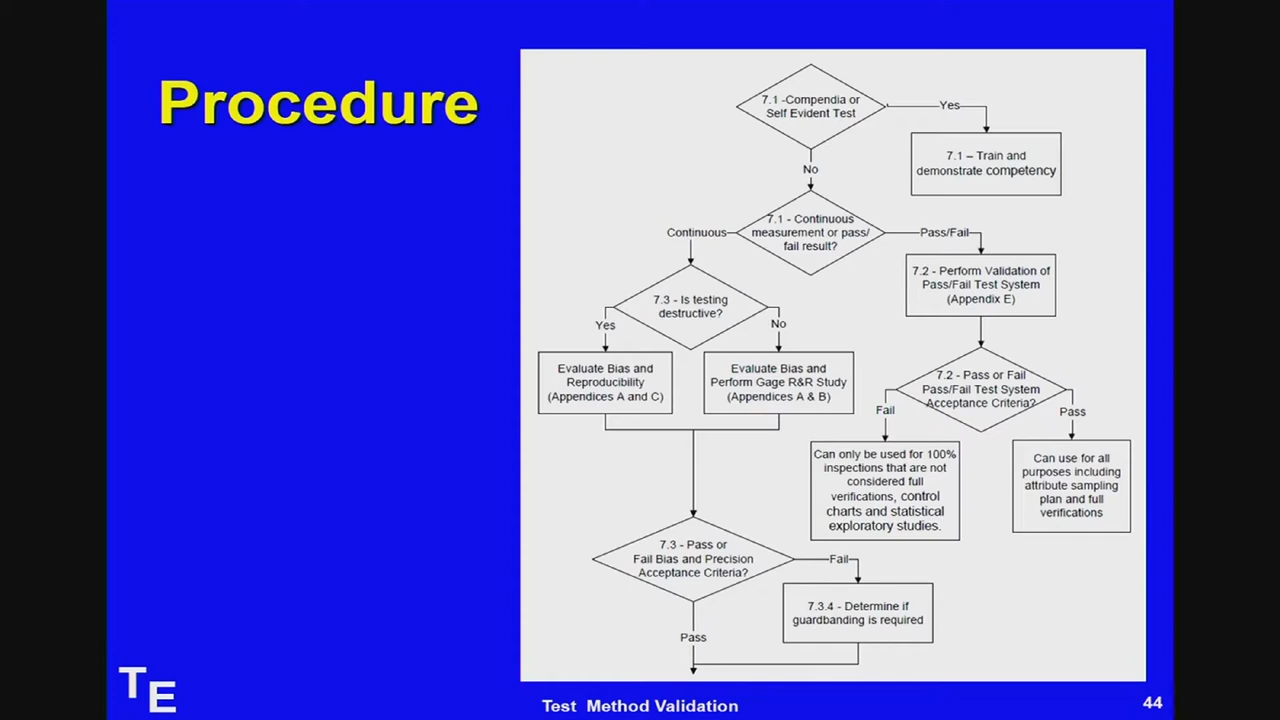 Procedure
7.1 -Compendia or
Self Evident Test
Yes
7.1 – Train and
demonstrate competency
No
7.1 - Continuous
measurement or pass/
fail result?
Continuous
Pass/Fail
7.2 - Perform Validation of
Pass/Fail Test System
(Appendix E)
7.3 - Is testing
destructive?
Yes
No
Evaluate Bias and
Reproducibility
(Appendices A and C)
Evaluate Bias and
Perform Gage R&R Study
(Appendices A & B)
7.2 - Pass or Fail
Pass/Fail Test System
Acceptance Criteria?
Fail
Pass
Can only be used for 100%
inspections that are not
considered full
verifications, control
charts and statistical
exploratory studies.
Can use for all
purposes including
attribute sampling
plan and full
verifications
7.3 - Pass or
Fail Bias and Precision
Acceptance Criteria?
Fail
7.3.4 - Determine if
guardbanding is required
Pass
TE
Test Method Validation
44